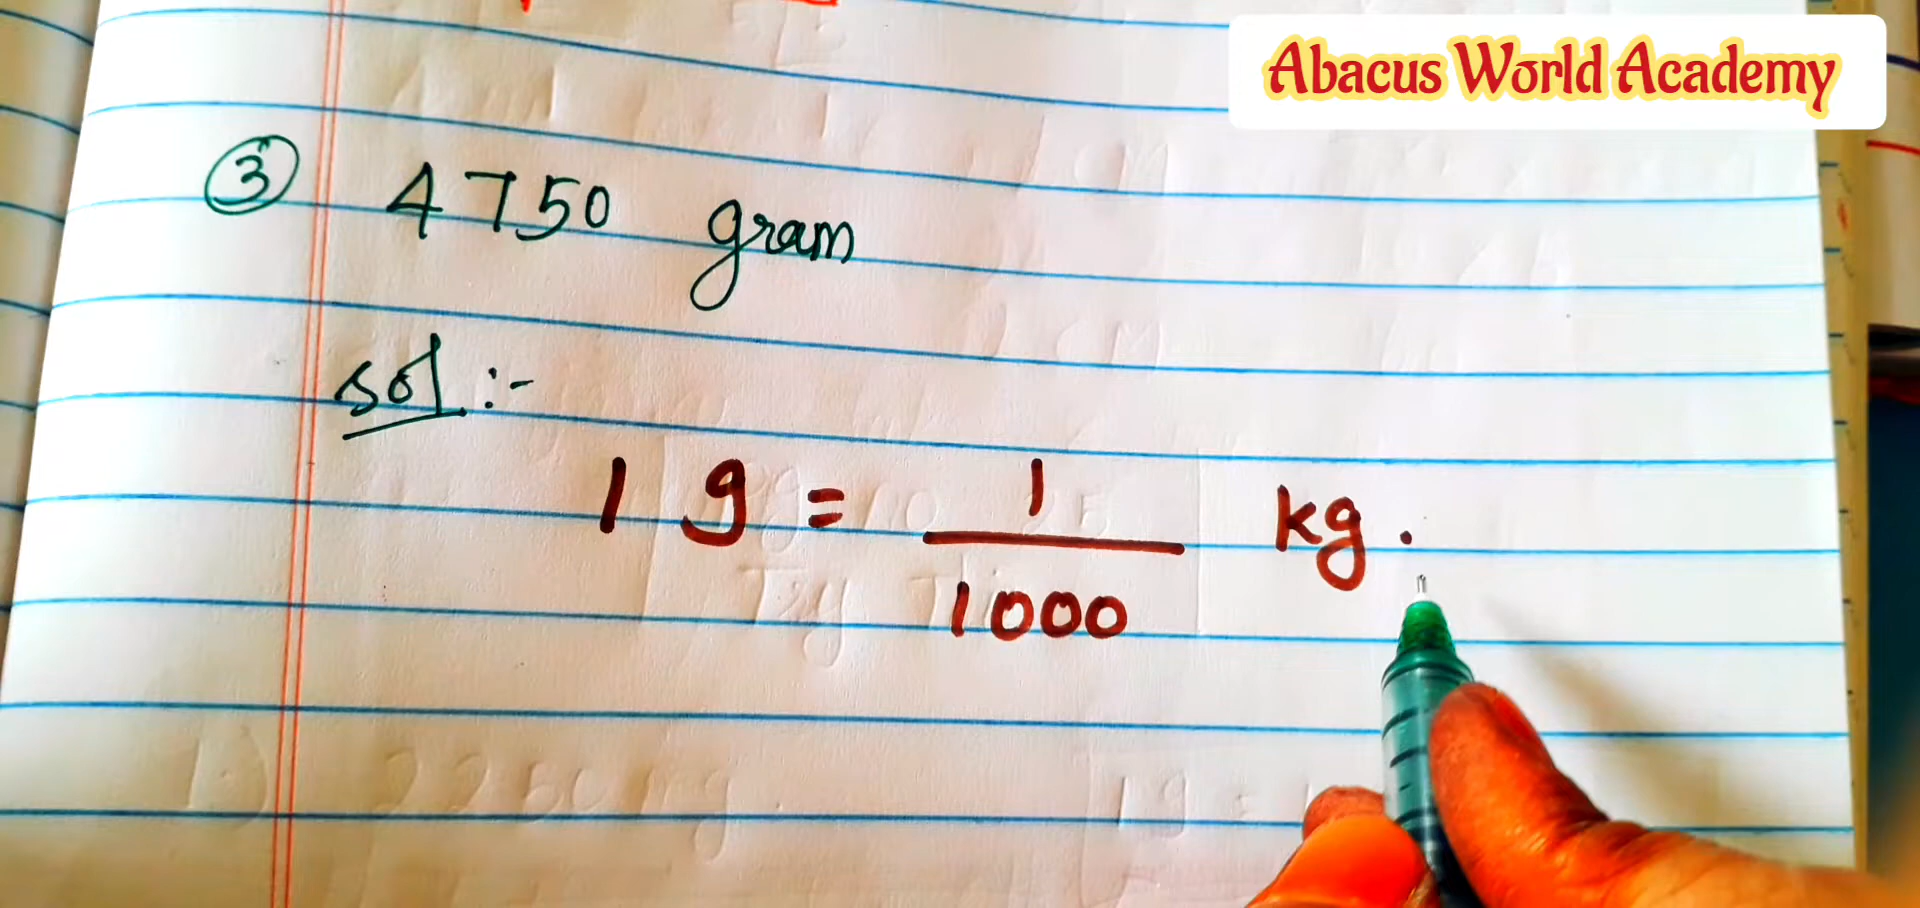 Abacus World Academy
3 4750 gram
sol :-
1 g = 1/1000 kg.